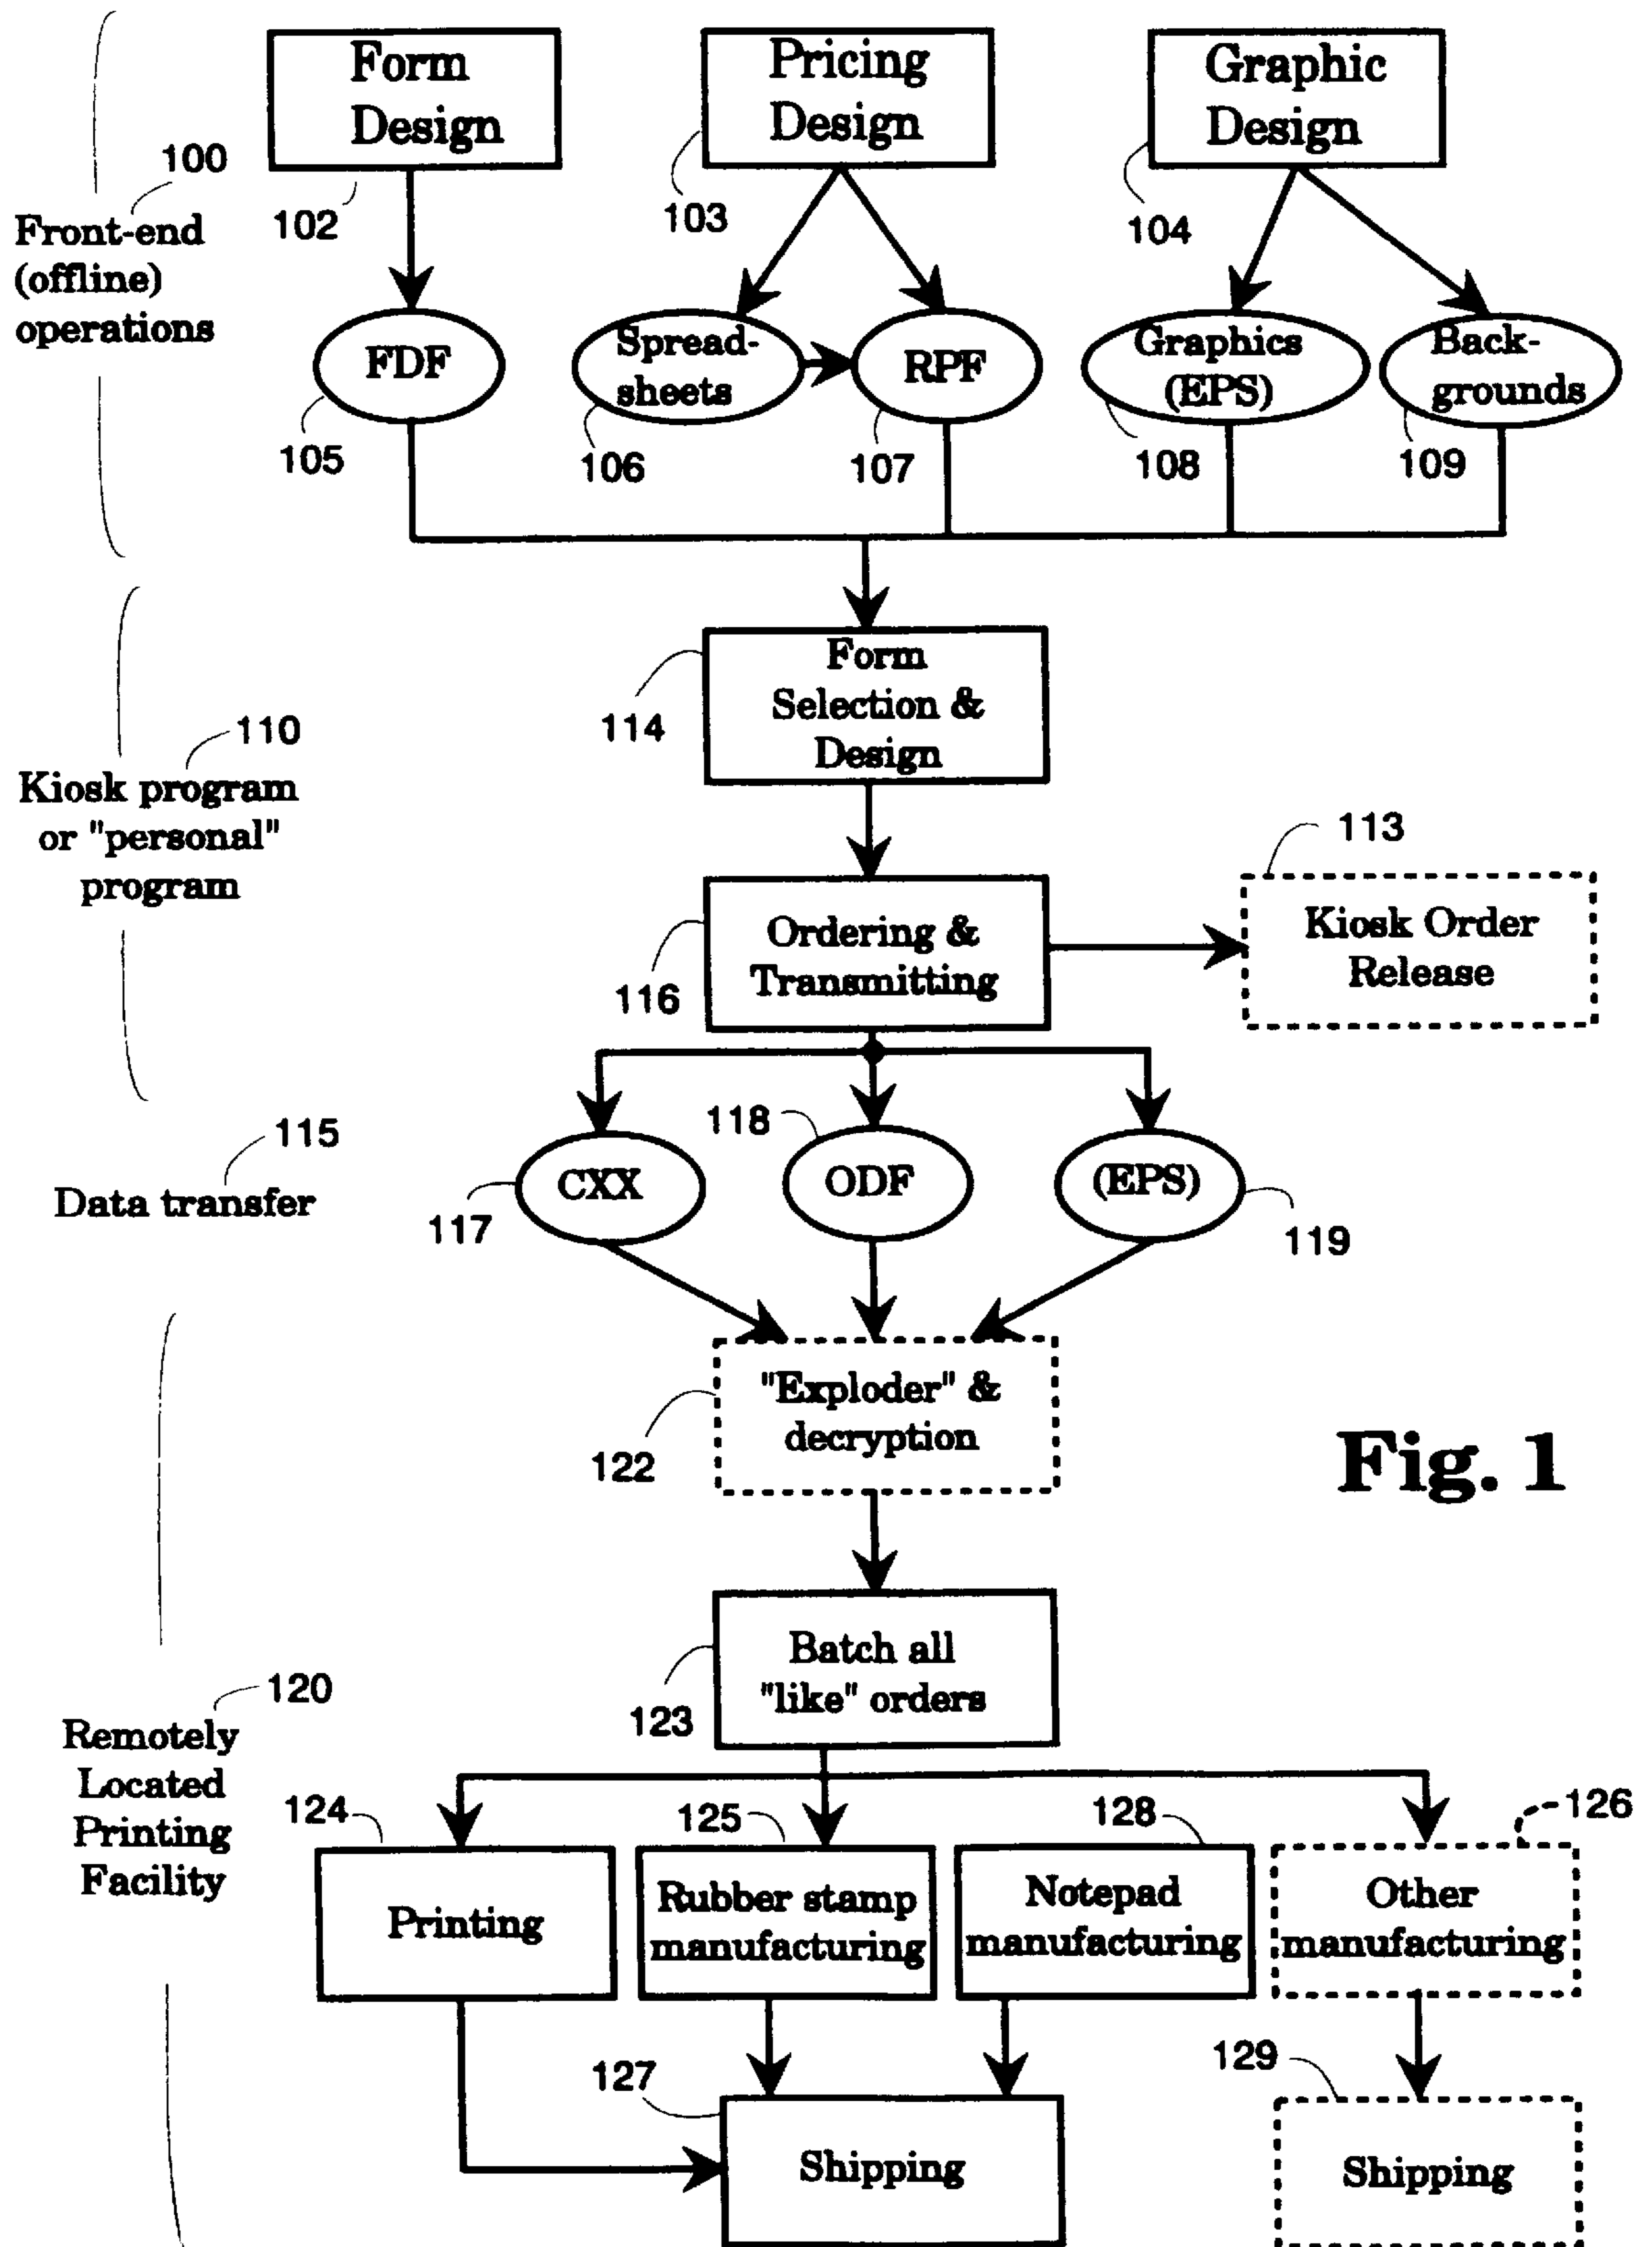 Form
Design
Pricing
Design
Graphic
Design
100
102
103
104
Front-end
(offline)
operations
FDF
Spread-
sheets
RPF
Graphics
(EPS)
Back-
grounds
105
106
107
108
109
Form
Selection &
Design
114
110
Kiosk program
or "personal"
program
113
Ordering &
Transmitting
Kiosk Order
Release
116
115
Data transfer
118
CXX
ODF
(EPS)
117
119
"Exploder" &
decryption
122
Fig. 1
Batch all
"like" orders
123
120
Remotely
Located
Printing
Facility
124
125
128
126
Printing
Rubber stamp
manufacturing
Notepad
manufacturing
Other
manufacturing
127
129
Shipping
Shipping